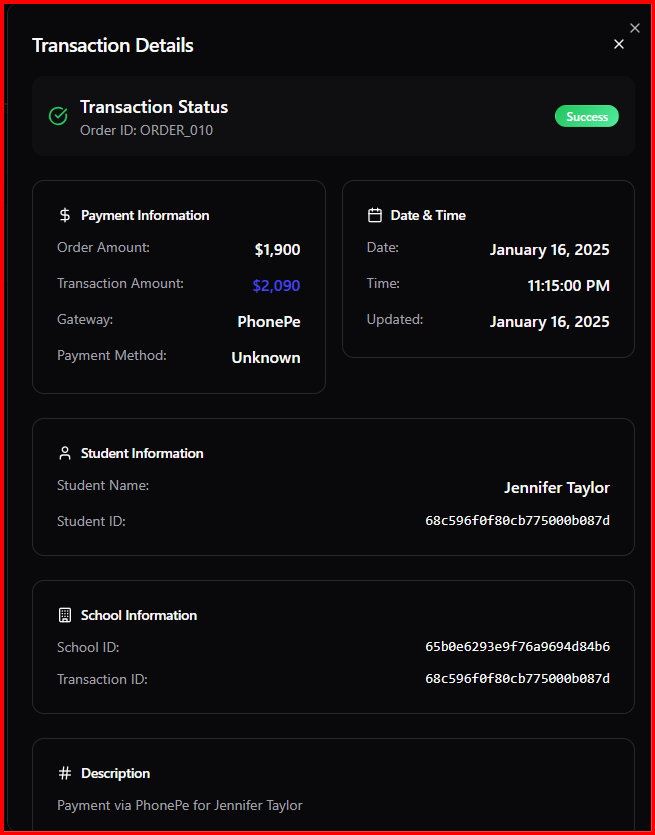 Transaction Details
Transaction Status
Order ID: ORDER_010
Success
Payment Information
Order Amount: $1,900
Transaction Amount: $2,090
Gateway: PhonePe
Payment Method: Unknown
Date & Time
Date: January 16, 2025
Time: 11:15:00 PM
Updated: January 16, 2025
Student Information
Student Name: Jennifer Taylor
Student ID: 68c596f0f80cb775000b087d
School Information
School ID: 65b0e6293e9f76a9694d84b6
Transaction ID: 68c596f0f80cb775000b087d
Description
Payment via PhonePe for Jennifer Taylor